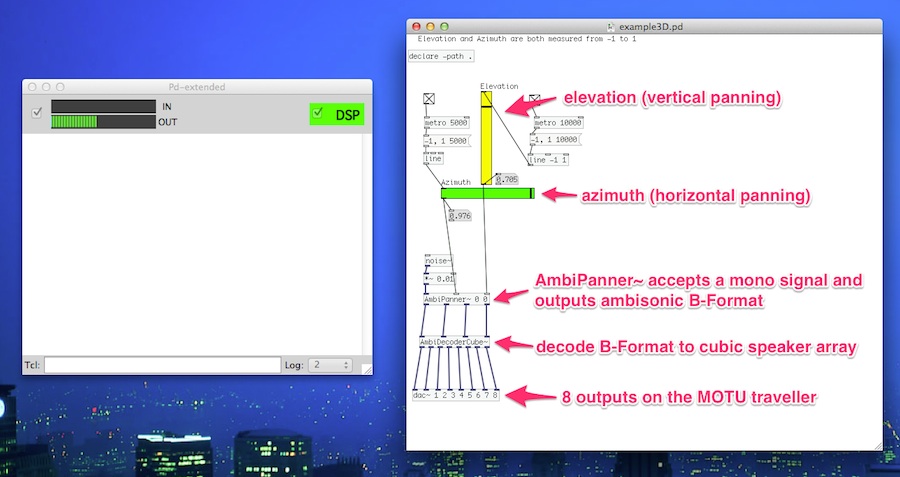 Pd-extended
IN
OUT
DSP
Tcl:
Log: 2
example3D.pd
Elevation and Azimuth are both measured from -1 to 1
declare -path .
Elevation
elevation (vertical panning)
metro 5000
metro 10000
-1, 1 5000
-1, 1 10000
line
line -1 1
0.705
Azimuth
azimuth (horizontal panning)
0.976
noise~
*~ 0.01
AmbiPanner~ accepts a mono signal and
outputs ambisonic B-Format
AmbiPanner~ 0 0
AmbiDecoderCube~
decode B-Format to cubic speaker array
dac~ 1 2 3 4 5 6 7 8
8 outputs on the MOTU traveller